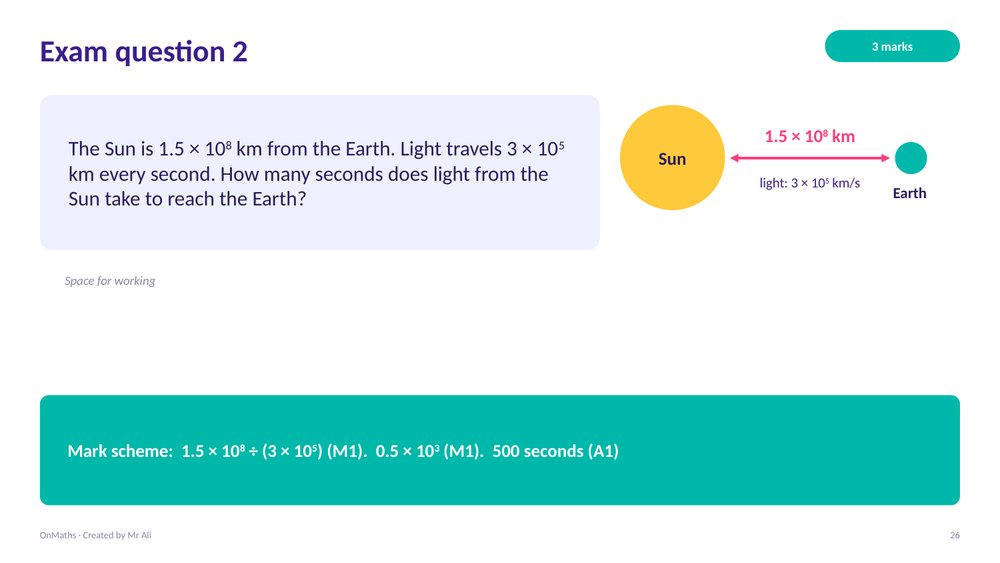 Exam question 2
3 marks
The Sun is 1.5 × 10⁸ km from the Earth. Light travels 3 × 10⁵
km every second. How many seconds does light from the
Sun take to reach the Earth?
Sun
1.5 × 10⁸ km
light: 3 × 10⁵ km/s
Earth
Space for working
Mark scheme: 1.5 × 10⁸ ÷ (3 × 10⁵) (M1). 0.5 × 10³ (M1). 500 seconds (A1)
OnMaths · Created by Mr Ali
26